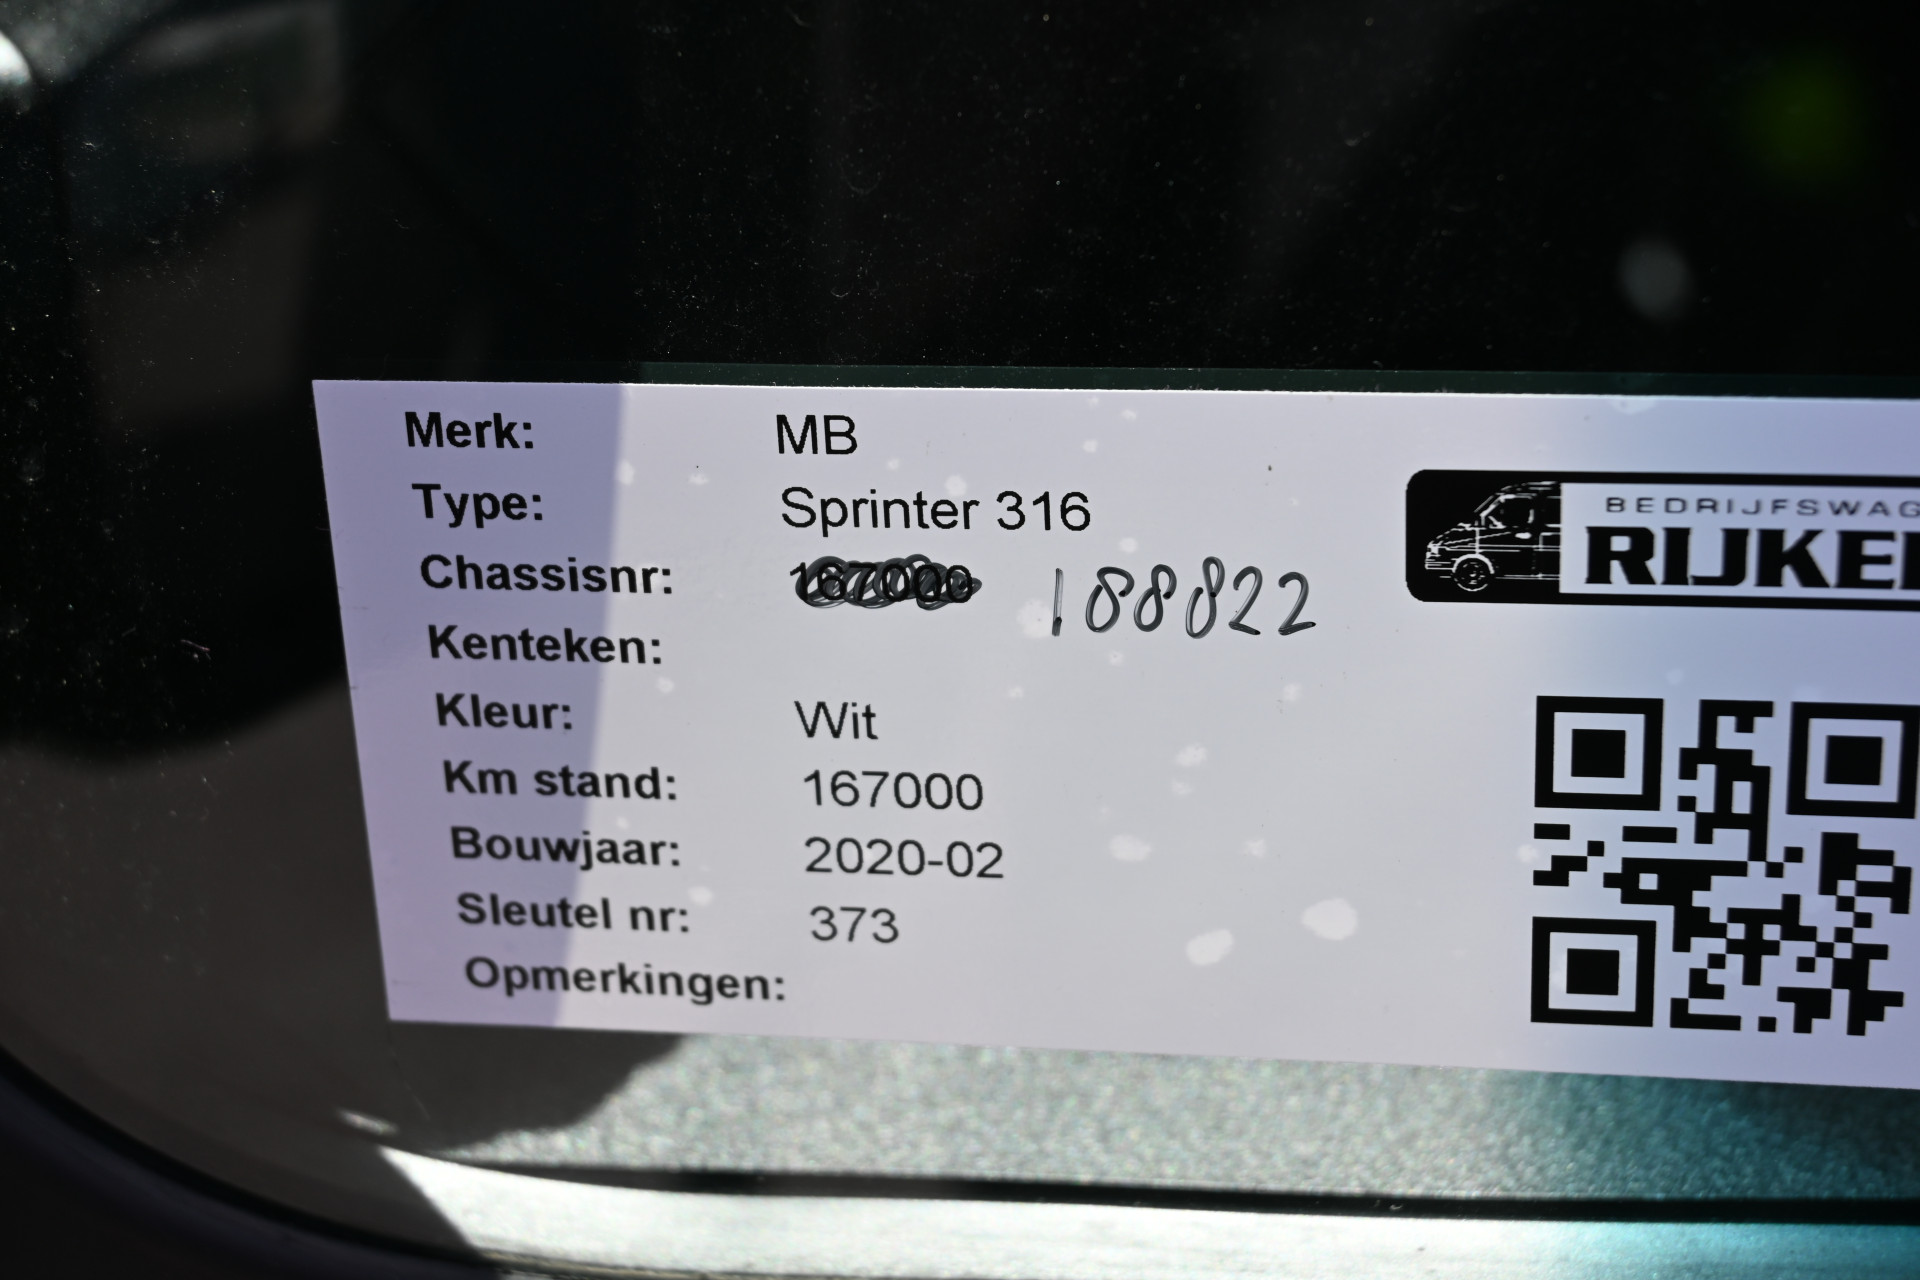 Merk: MB
Type: Sprinter 316
Chassisnr: 167000 188822
Kenteken:
Kleur: Wit
Km stand: 167000
Bouwjaar: 2020-02
Sleutel nr: 373
Opmerkingen:
BEDRIJFSWAG
RIJKE